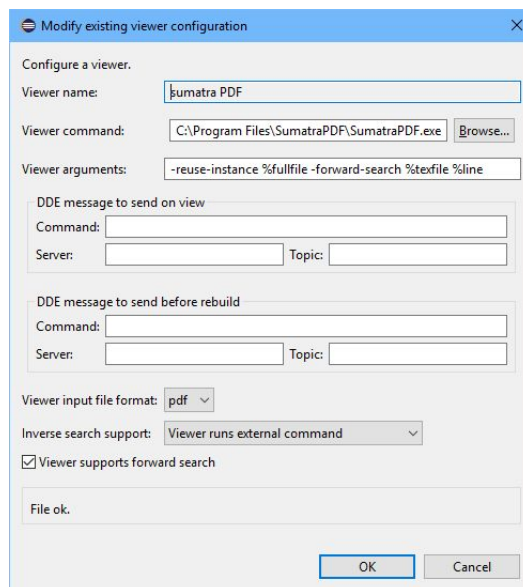 Modify existing viewer configuration
Configure a viewer.
Viewer name: sumatra PDF
Viewer command: C:\Program Files\SumatraPDF\SumatraPDF.exe Browse...
Viewer arguments: -reuse-instance %fullfile -forward-search %texfile %line
DDE message to send on view
Command:
Server: Topic:
DDE message to send before rebuild
Command:
Server: Topic:
Viewer input file format: pdf
Inverse search support: Viewer runs external command
Viewer supports forward search
File ok.
OK Cancel